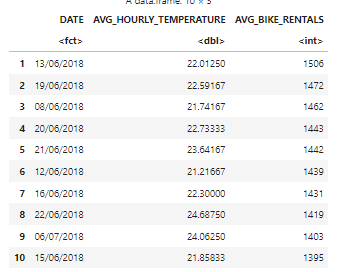 A data.frame: 10 × 3
DATE AVG_HOURLY_TEMPERATURE AVG_BIKE_RENTALS
<fct> <dbl> <int>
1 13/06/2018 22.01250 1506
2 19/06/2018 22.59167 1472
3 08/06/2018 21.74167 1462
4 20/06/2018 22.73333 1443
5 21/06/2018 23.64167 1442
6 12/06/2018 21.21667 1439
7 16/06/2018 22.30000 1431
8 22/06/2018 24.68750 1419
9 06/07/2018 24.06250 1403
10 15/06/2018 21.85833 1395